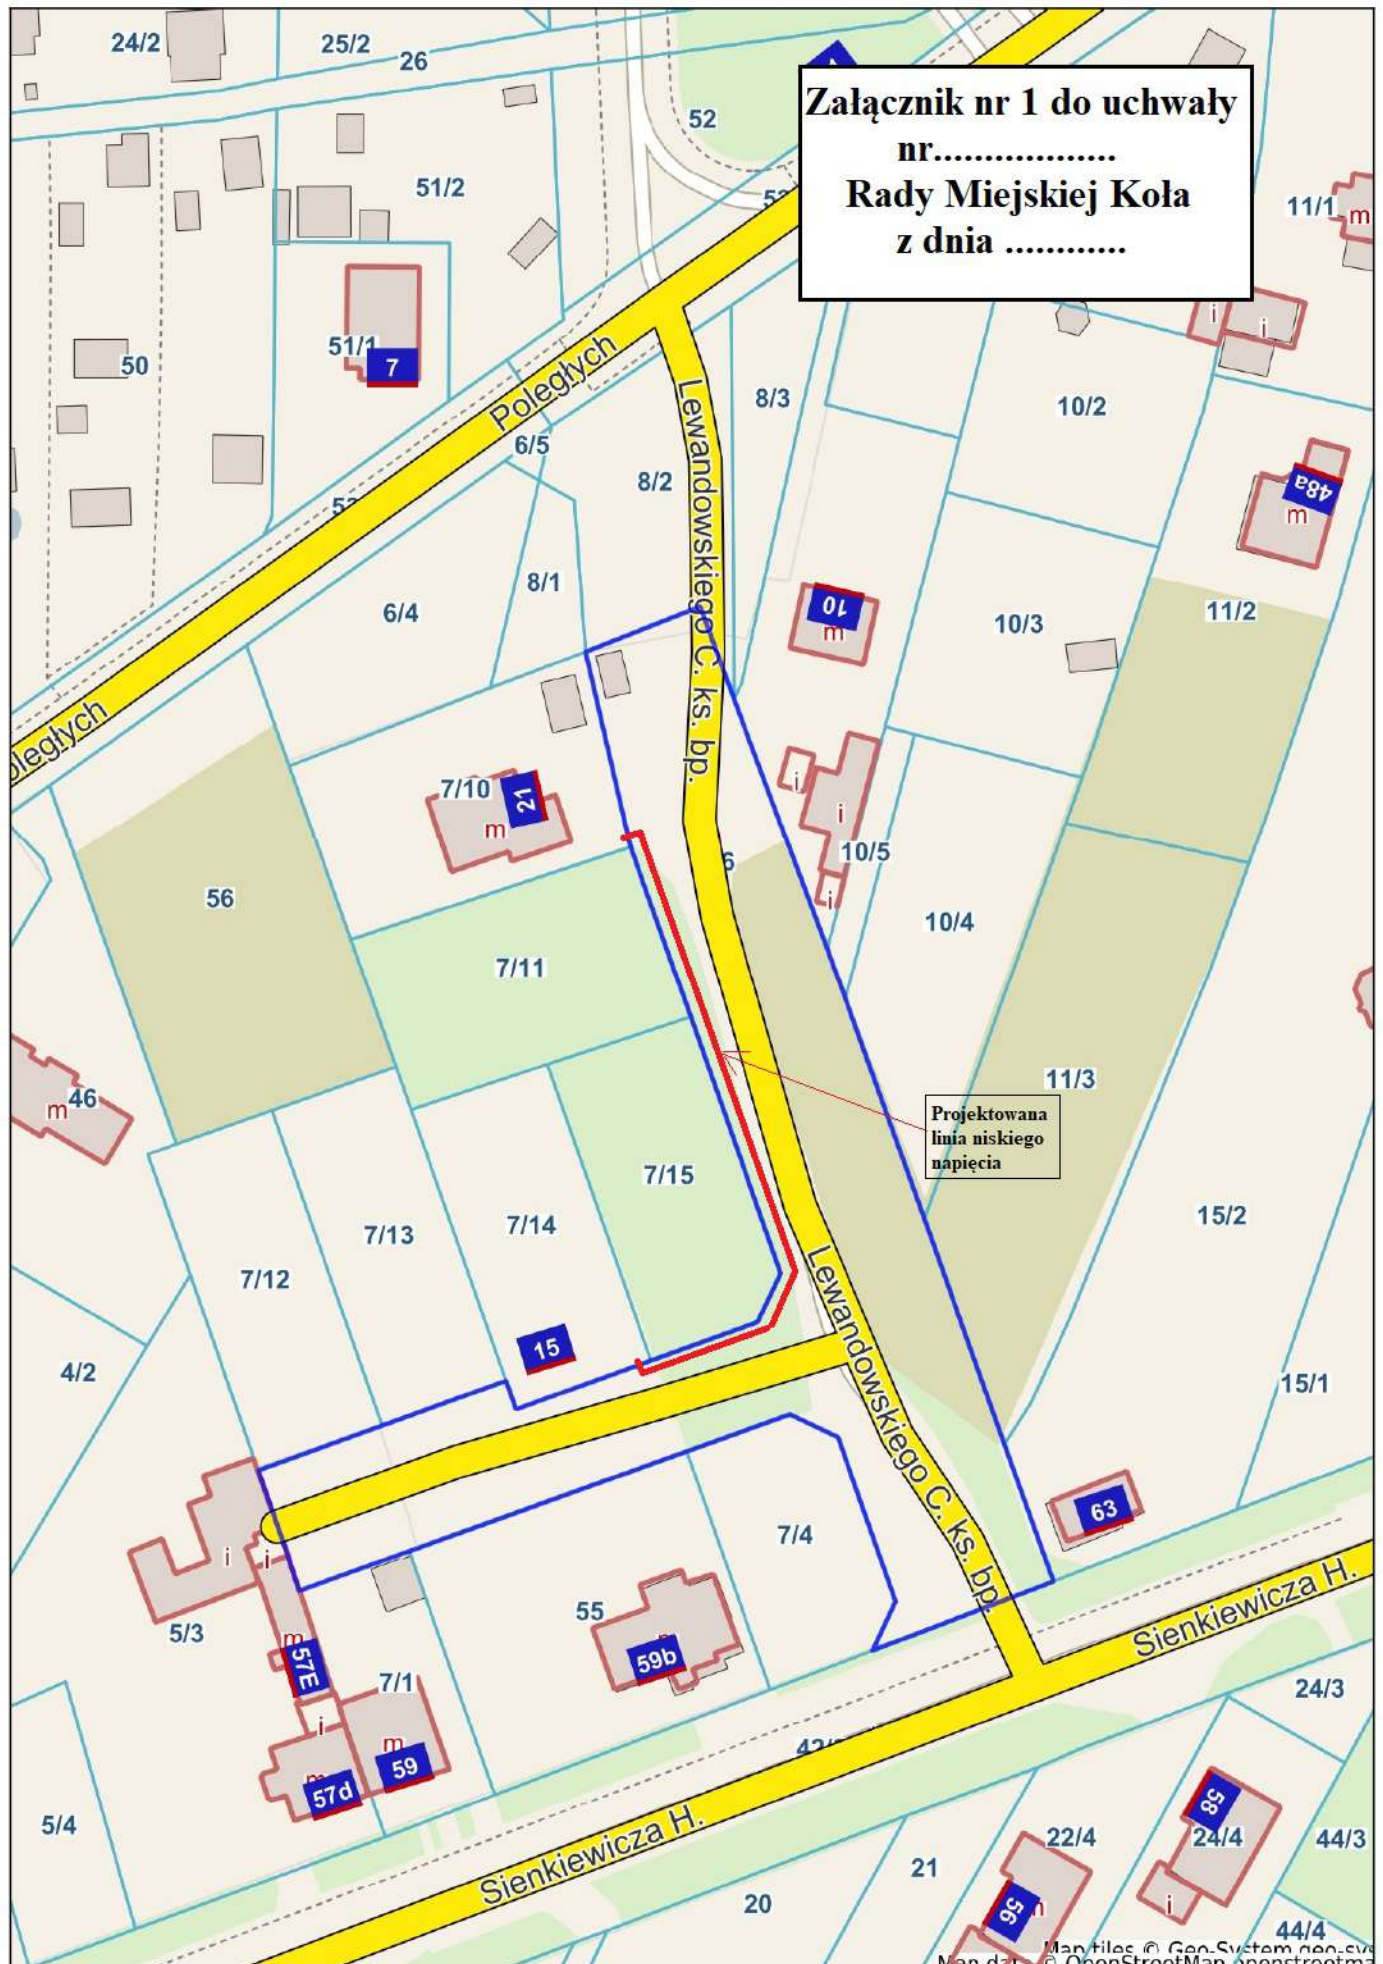 24/2
25/2
26
52
Załącznik nr 1 do uchwały
nr..................
Rady Miejskiej Koła
z dnia ............
51/2
11/1
m
i
i
50
51/1
7
Poległych
Lewandowskiego C. ks. bp.
8/3
10/2
6/5
8/2
48a
m
8/1
6/4
10
m
10/3
11/2
7/10
21
m
i
i
10/5
i
56
10/4
7/11
46
m
11/3
Projektowana
linia niskiego
napięcia
7/15
7/14
7/13
7/12
15/2
Lewandowskiego C. ks. bp.
15
4/2
15/1
63
7/4
i
i
5/3
55
59b
m
57E
Sienkiewicza H.
7/1
i
m
59
57d
24/3
5/4
Sienkiewicza H.
58
24/4
22/4
44/3
21
20
56
i
44/4
Map tiles © Geo-System
© OpenStreetMap